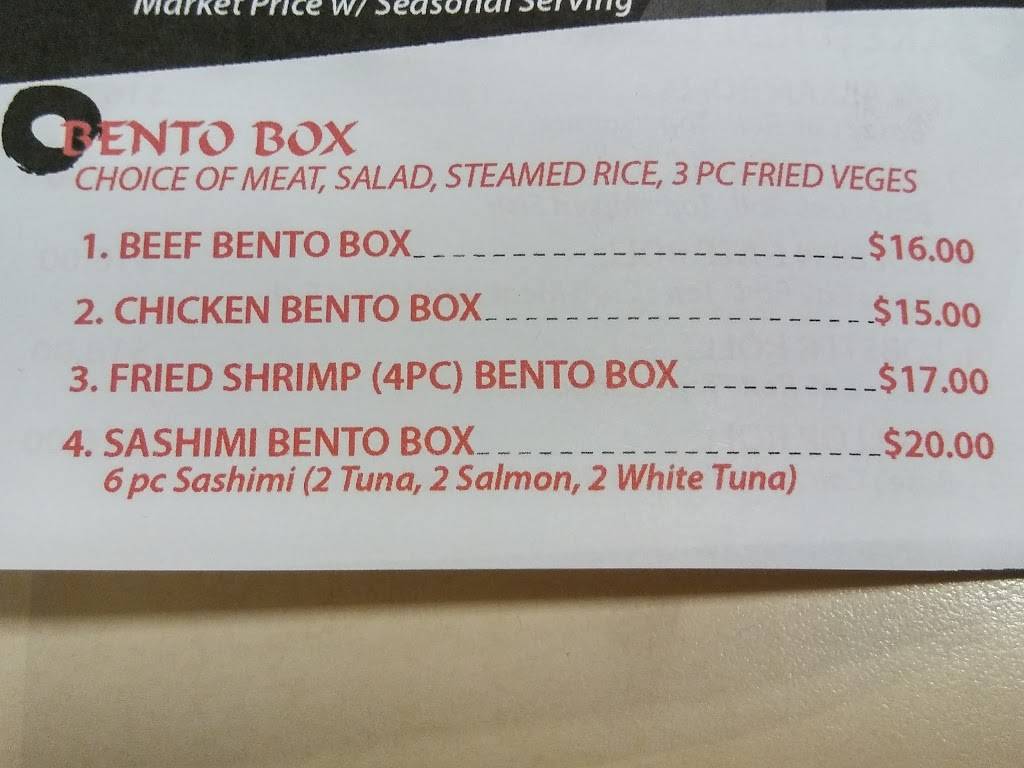 Market Price w/ Seasonal Serving
BENTO BOX
CHOICE OF MEAT, SALAD, STEAMED RICE, 3 PC FRIED VEGES
1. BEEF BENTO BOX $16.00
2. CHICKEN BENTO BOX $15.00
3. FRIED SHRIMP (4PC) BENTO BOX $17.00
4. SASHIMI BENTO BOX $20.00
6 pc Sashimi (2 Tuna, 2 Salmon, 2 White Tuna)